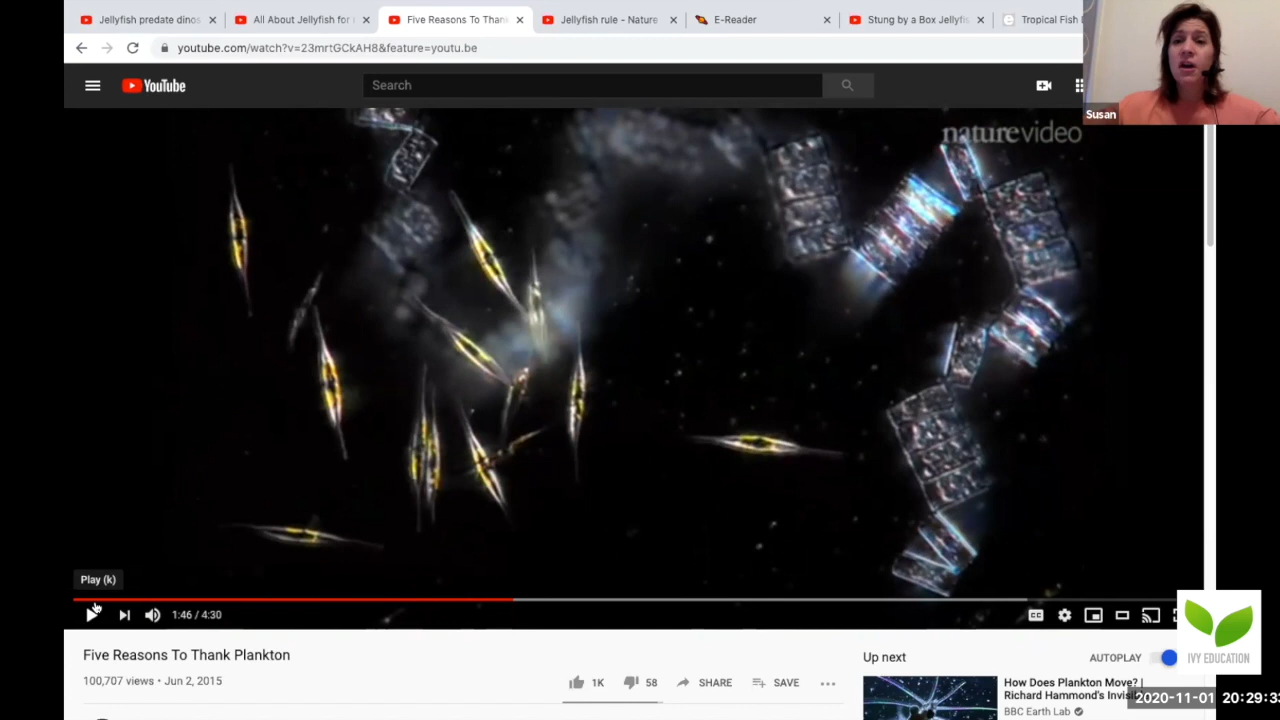 Jellyfish predate dinos
All About Jellyfish for
Five Reasons To Than
Jellyfish rule - Nature
E-Reader
Stung by a Box Jellyfis
Tropical Fish
youtube.com/watch?v=23mrtGCkAH8&feature=youtu.be
YouTube
Search
Susan
naturevideo
Play (k)
1:46 / 4:30
Five Reasons To Thank Plankton
100,707 views • Jun 2, 2015
1K
58
SHARE
SAVE
Up next
AUTOPLAY
How Does Plankton Move? |
Richard Hammond's Invisi
BBC Earth Lab
IVY EDUCATION
2020-11-01 20:29:3